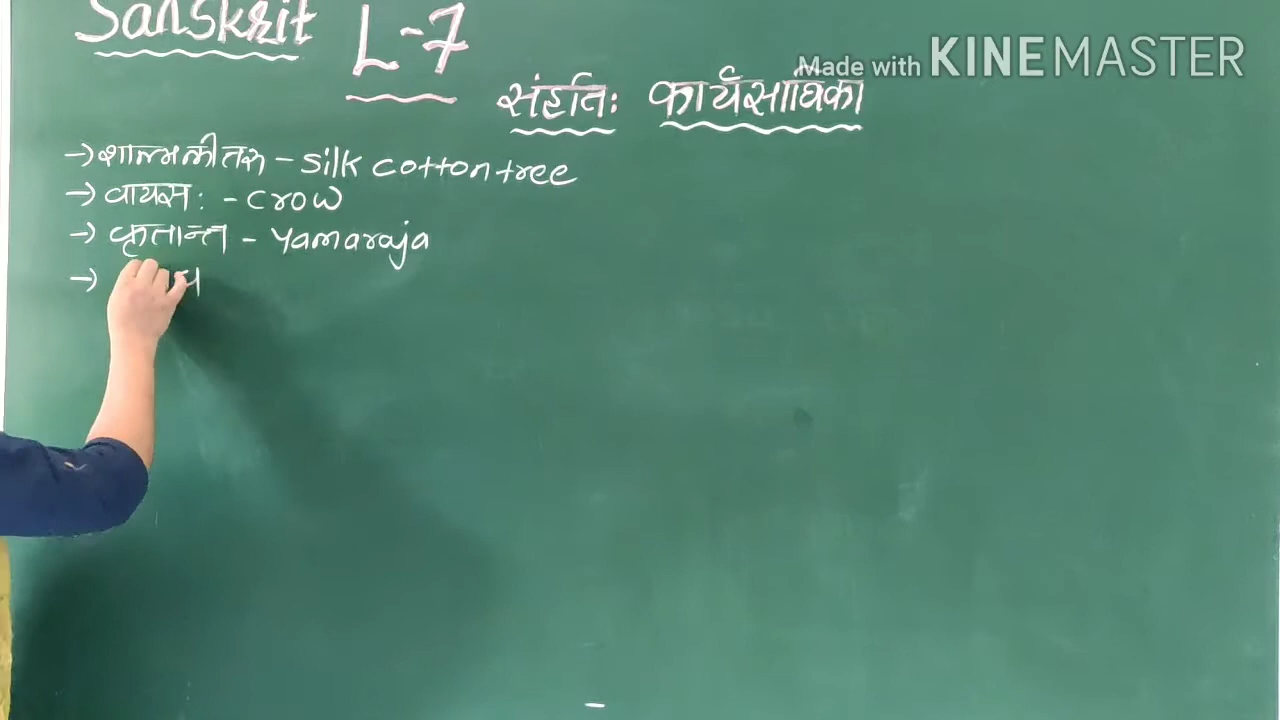 Sanskrit L-7
Made with KINEMASTER
संहतिः कार्यसाधिका
→ शाल्मलीतरु - silk cotton tree
→ वायसः - crow
→ कृतान्त - Yamaraja
→